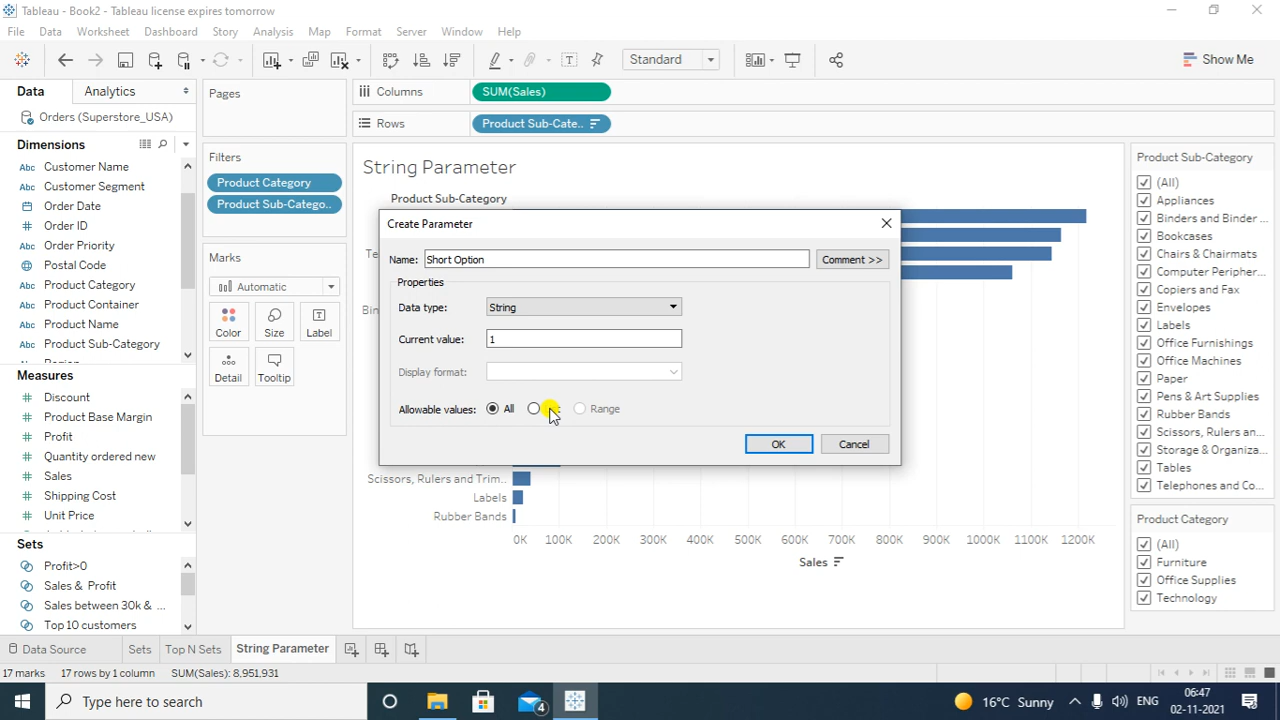 Tableau - Book2 - Tableau license expires tomorrow
File Data Worksheet Dashboard Story Analysis Map Format Server Window Help
Standard
Show Me
Data Analytics
Orders (Superstore_USA)
Dimensions
Abc Customer Name
Abc Customer Segment
Order Date
# Order ID
Abc Order Priority
Postal Code
Abc Product Category
Abc Product Container
Abc Product Name
Abc Product Sub-Category
Measures
# Discount
# Product Base Margin
# Profit
# Quantity ordered new
# Sales
# Shipping Cost
# Unit Price
Sets
Profit>0
Sales & Profit
Sales between 30k & ...
Top 10 customers
Pages
Filters
Product Category
Product Sub-Catego..
Marks
Automatic
Color Size Label
Detail Tooltip
Columns SUM(Sales)
Rows Product Sub-Cate..
String Parameter
Product Sub-Category
Create Parameter
Name: Short Option Comment >>
Properties
Data type: String
Current value: 1
Display format:
Allowable values: All Range
OK Cancel
Scissors, Rulers and Trim..
Labels
Rubber Bands
0K 100K 200K 300K 400K 500K 600K 700K 800K 900K 1000K 1100K 1200K
Sales
Product Sub-Category
(All)
Appliances
Binders and Binder ...
Bookcases
Chairs & Chairmats
Computer Peripher...
Copiers and Fax
Envelopes
Labels
Office Furnishings
Office Machines
Paper
Pens & Art Supplies
Rubber Bands
Scissors, Rulers an...
Storage & Organiza...
Tables
Telephones and Co...
Product Category
(All)
Furniture
Office Supplies
Technology
Data Source Sets Top N Sets String Parameter
17 marks 17 rows by 1 column SUM(Sales): 8,951,931
Type here to search
4
16°C Sunny
ENG
06:47
02-11-2021